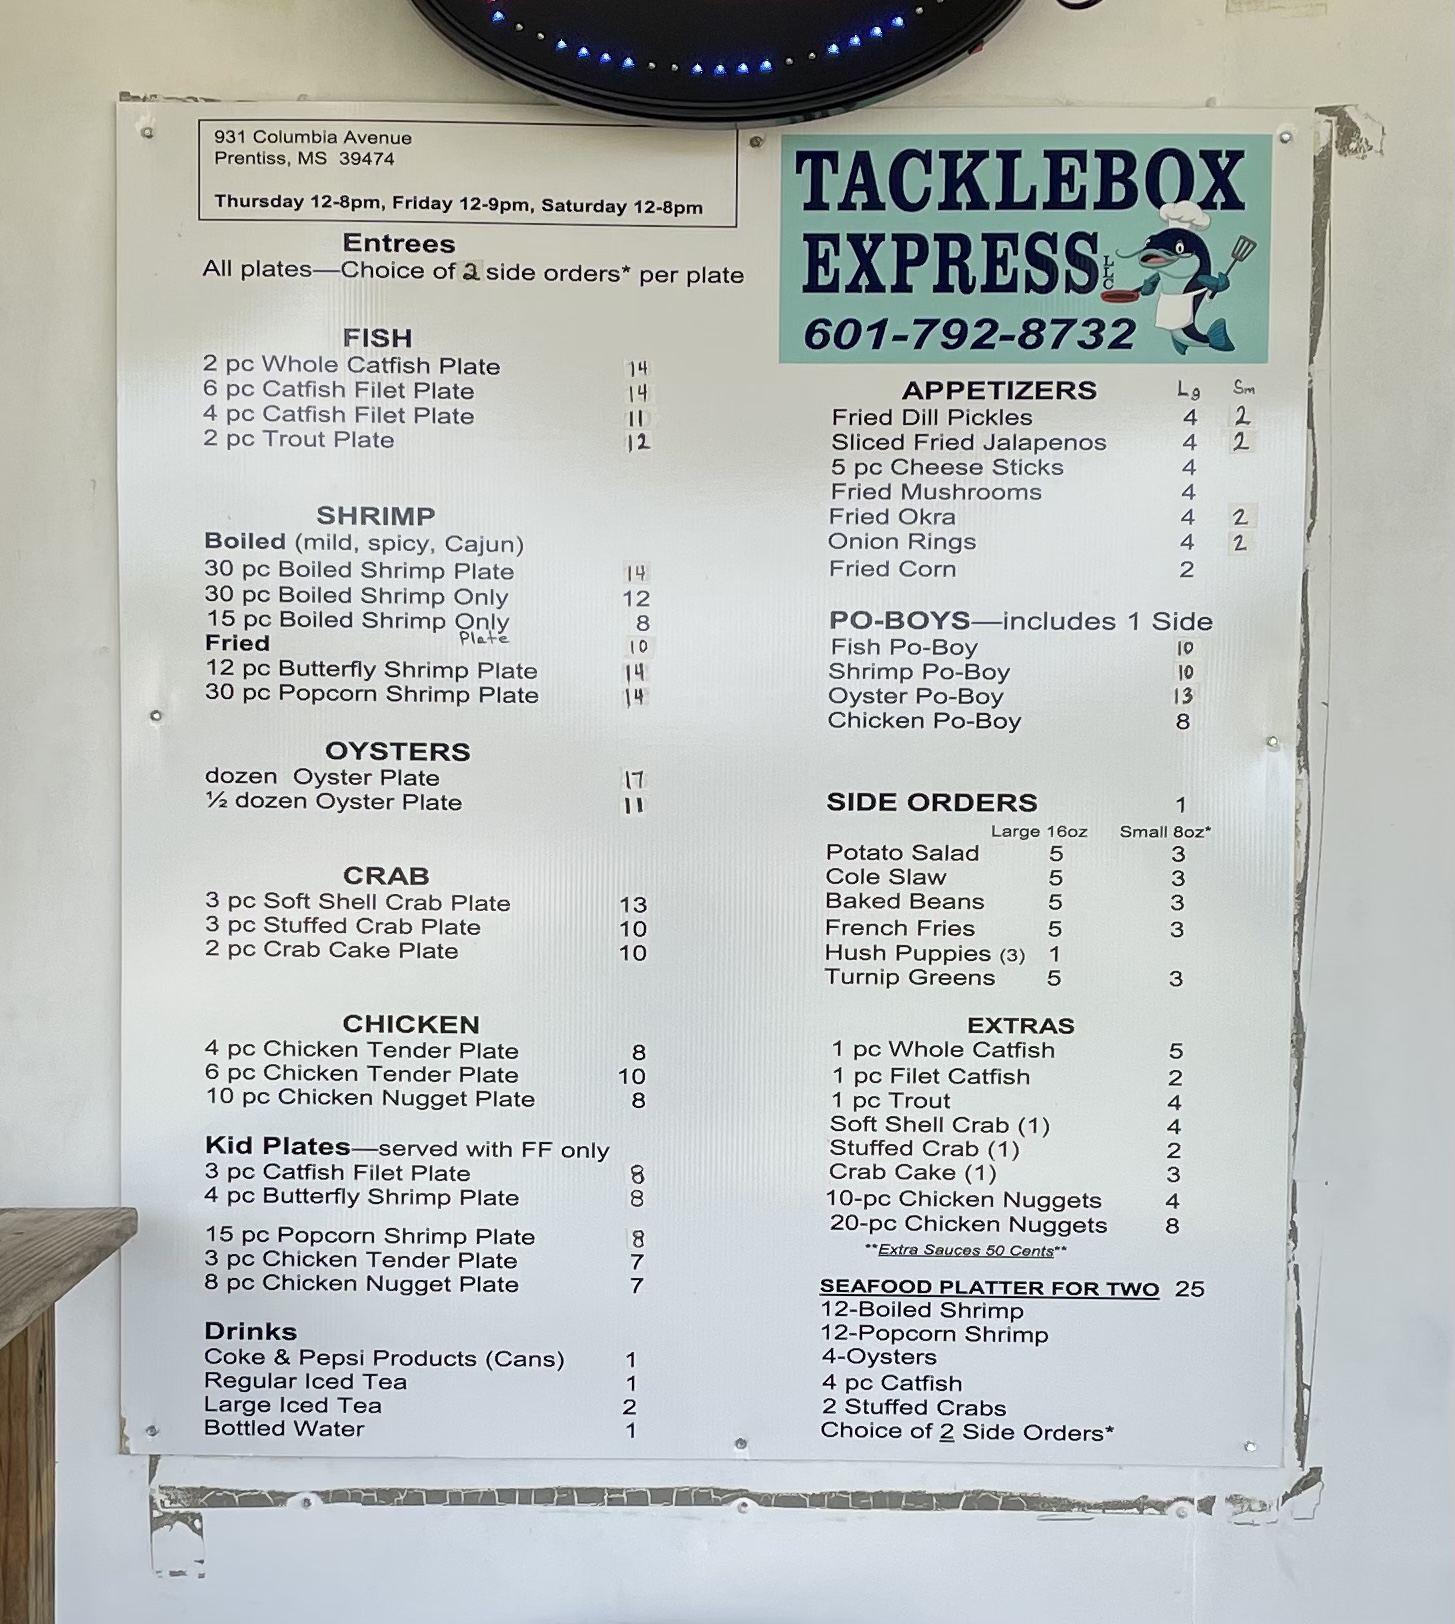 931 Columbia Avenue
Prentiss, MS 39474
Thursday 12-8pm, Friday 12-9pm, Saturday 12-8pm
Entrees
All plates—Choice of 2 side orders* per plate
FISH
2 pc Whole Catfish Plate 14
6 pc Catfish Filet Plate 14
4 pc Catfish Filet Plate 11
2 pc Trout Plate 12
SHRIMP
Boiled (mild, spicy, Cajun)
30 pc Boiled Shrimp Plate 14
30 pc Boiled Shrimp Only 12
15 pc Boiled Shrimp Only 8
Plate 10
Fried
12 pc Butterfly Shrimp Plate 14
30 pc Popcorn Shrimp Plate 14
OYSTERS
dozen Oyster Plate 17
½ dozen Oyster Plate 11
CRAB
3 pc Soft Shell Crab Plate 13
3 pc Stuffed Crab Plate 10
2 pc Crab Cake Plate 10
CHICKEN
4 pc Chicken Tender Plate 8
6 pc Chicken Tender Plate 10
10 pc Chicken Nugget Plate 8
Kid Plates—served with FF only
3 pc Catfish Filet Plate 8
4 pc Butterfly Shrimp Plate 8
15 pc Popcorn Shrimp Plate 8
3 pc Chicken Tender Plate 7
8 pc Chicken Nugget Plate 7
Drinks
Coke & Pepsi Products (Cans) 1
Regular Iced Tea 1
Large Iced Tea 2
Bottled Water 1
TACKLEBOX
EXPRESS LLC
601-792-8732
APPETIZERS Lg Sm
Fried Dill Pickles 4 2
Sliced Fried Jalapenos 4 2
5 pc Cheese Sticks 4
Fried Mushrooms 4
Fried Okra 4 2
Onion Rings 4 2
Fried Corn 2
PO-BOYS—includes 1 Side
Fish Po-Boy 10
Shrimp Po-Boy 10
Oyster Po-Boy 13
Chicken Po-Boy 8
SIDE ORDERS 1
Large 16oz Small 8oz*
Potato Salad 5 3
Cole Slaw 5 3
Baked Beans 5 3
French Fries 5 3
Hush Puppies (3) 1
Turnip Greens 5 3
EXTRAS
1 pc Whole Catfish 5
1 pc Filet Catfish 2
1 pc Trout 4
Soft Shell Crab (1) 4
Stuffed Crab (1) 2
Crab Cake (1) 3
10-pc Chicken Nuggets 4
20-pc Chicken Nuggets 8
**Extra Sauces 50 Cents**
SEAFOOD PLATTER FOR TWO 25
12-Boiled Shrimp
12-Popcorn Shrimp
4-Oysters
4 pc Catfish
2 Stuffed Crabs
Choice of 2 Side Orders*